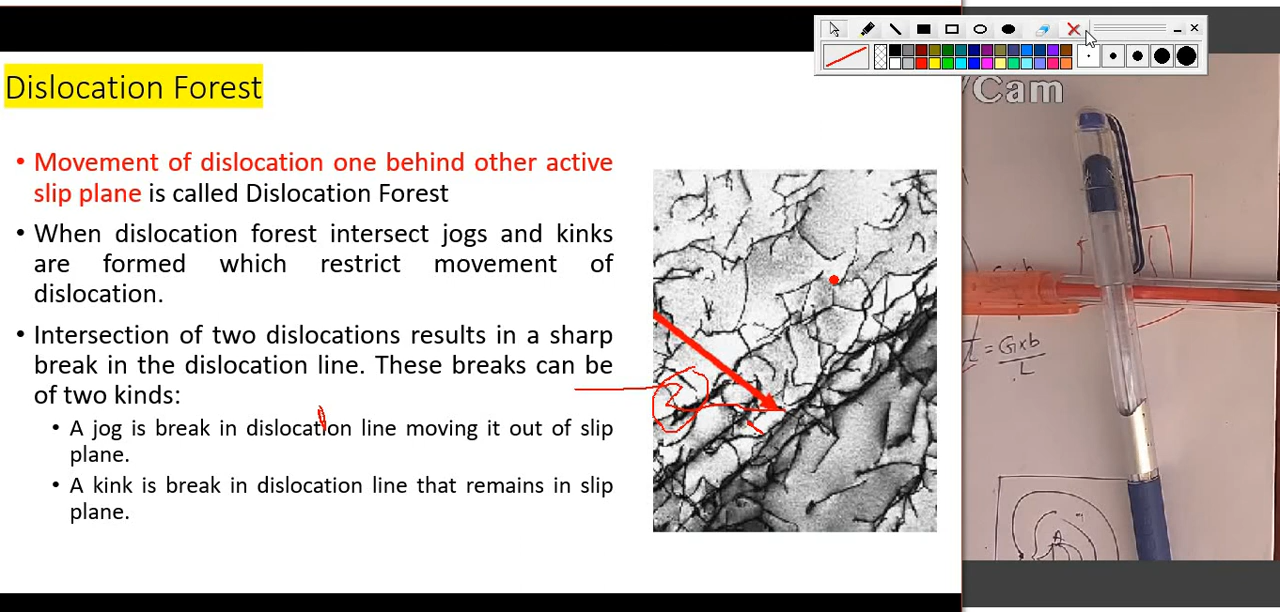 Dislocation Forest
• Movement of dislocation one behind other active
slip plane is called Dislocation Forest
• When dislocation forest intersect jogs and kinks
are formed which restrict movement of
dislocation.
• Intersection of two dislocations results in a sharp
break in the dislocation line. These breaks can be
of two kinds:
• A jog is break in dislocation line moving it out of slip
plane.
• A kink is break in dislocation line that remains in slip
plane.
/Cam
= G×b
L
A